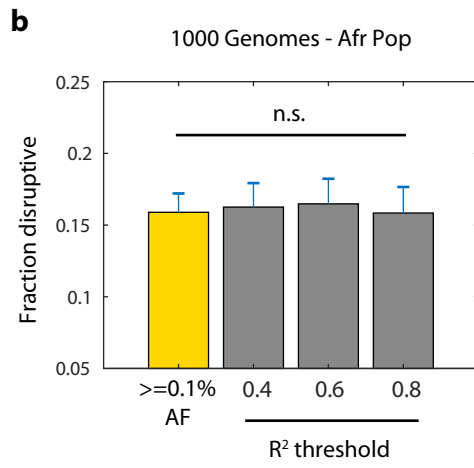 b
1000 Genomes - Afr Pop
0.25
n.s.
0.2
0.15
0.1
0.05
Fraction disruptive
>=0.1% 0.4 0.6 0.8
AF
R² threshold